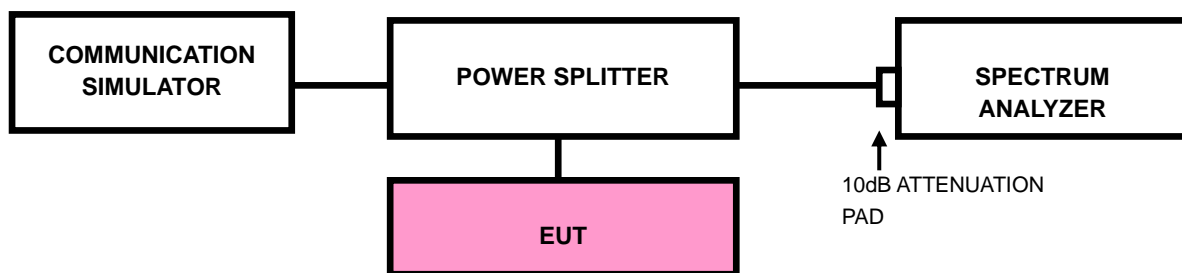 COMMUNICATION
SIMULATOR
POWER SPLITTER
SPECTRUM
ANALYZER
10dB ATTENUATION
PAD
EUT